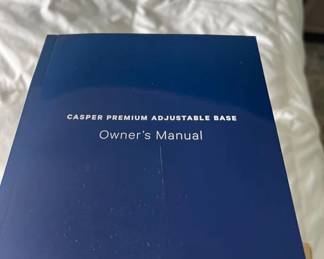 CASPER PREMIUM ADJUSTABLE BASE
Owner's Manual